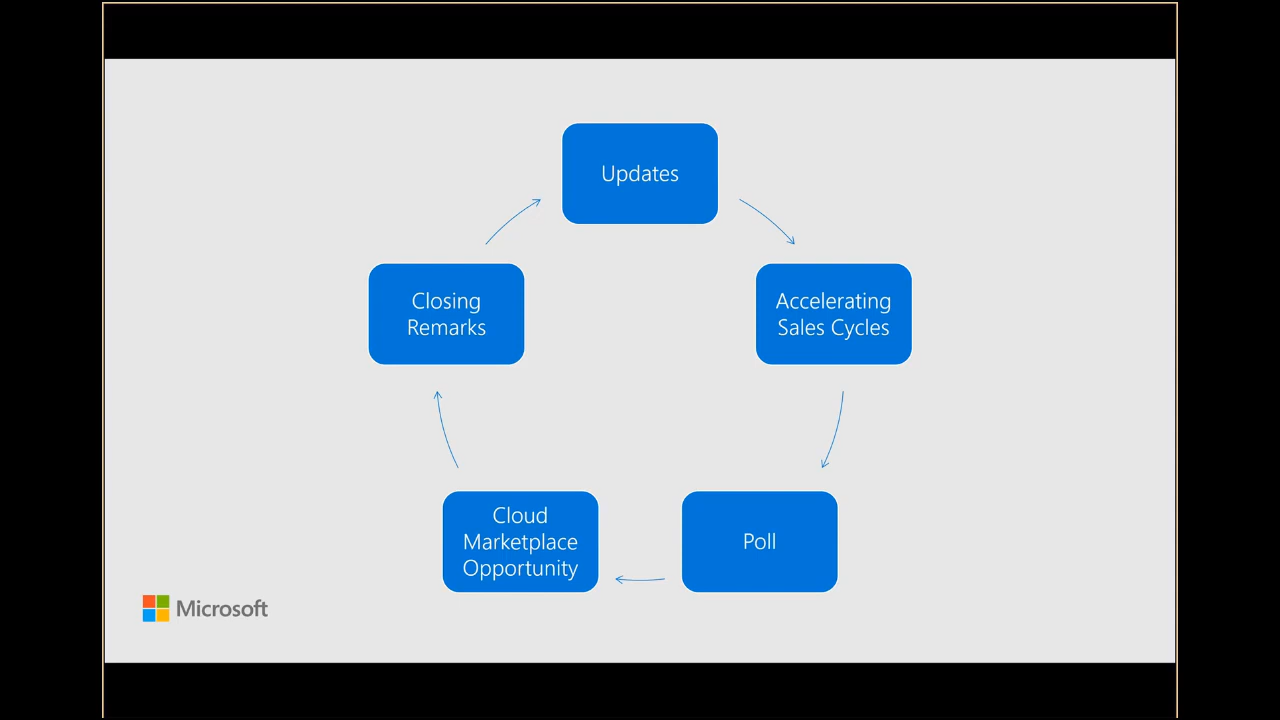 Updates
Accelerating
Sales Cycles
Poll
Cloud
Marketplace
Opportunity
Closing
Remarks
Microsoft